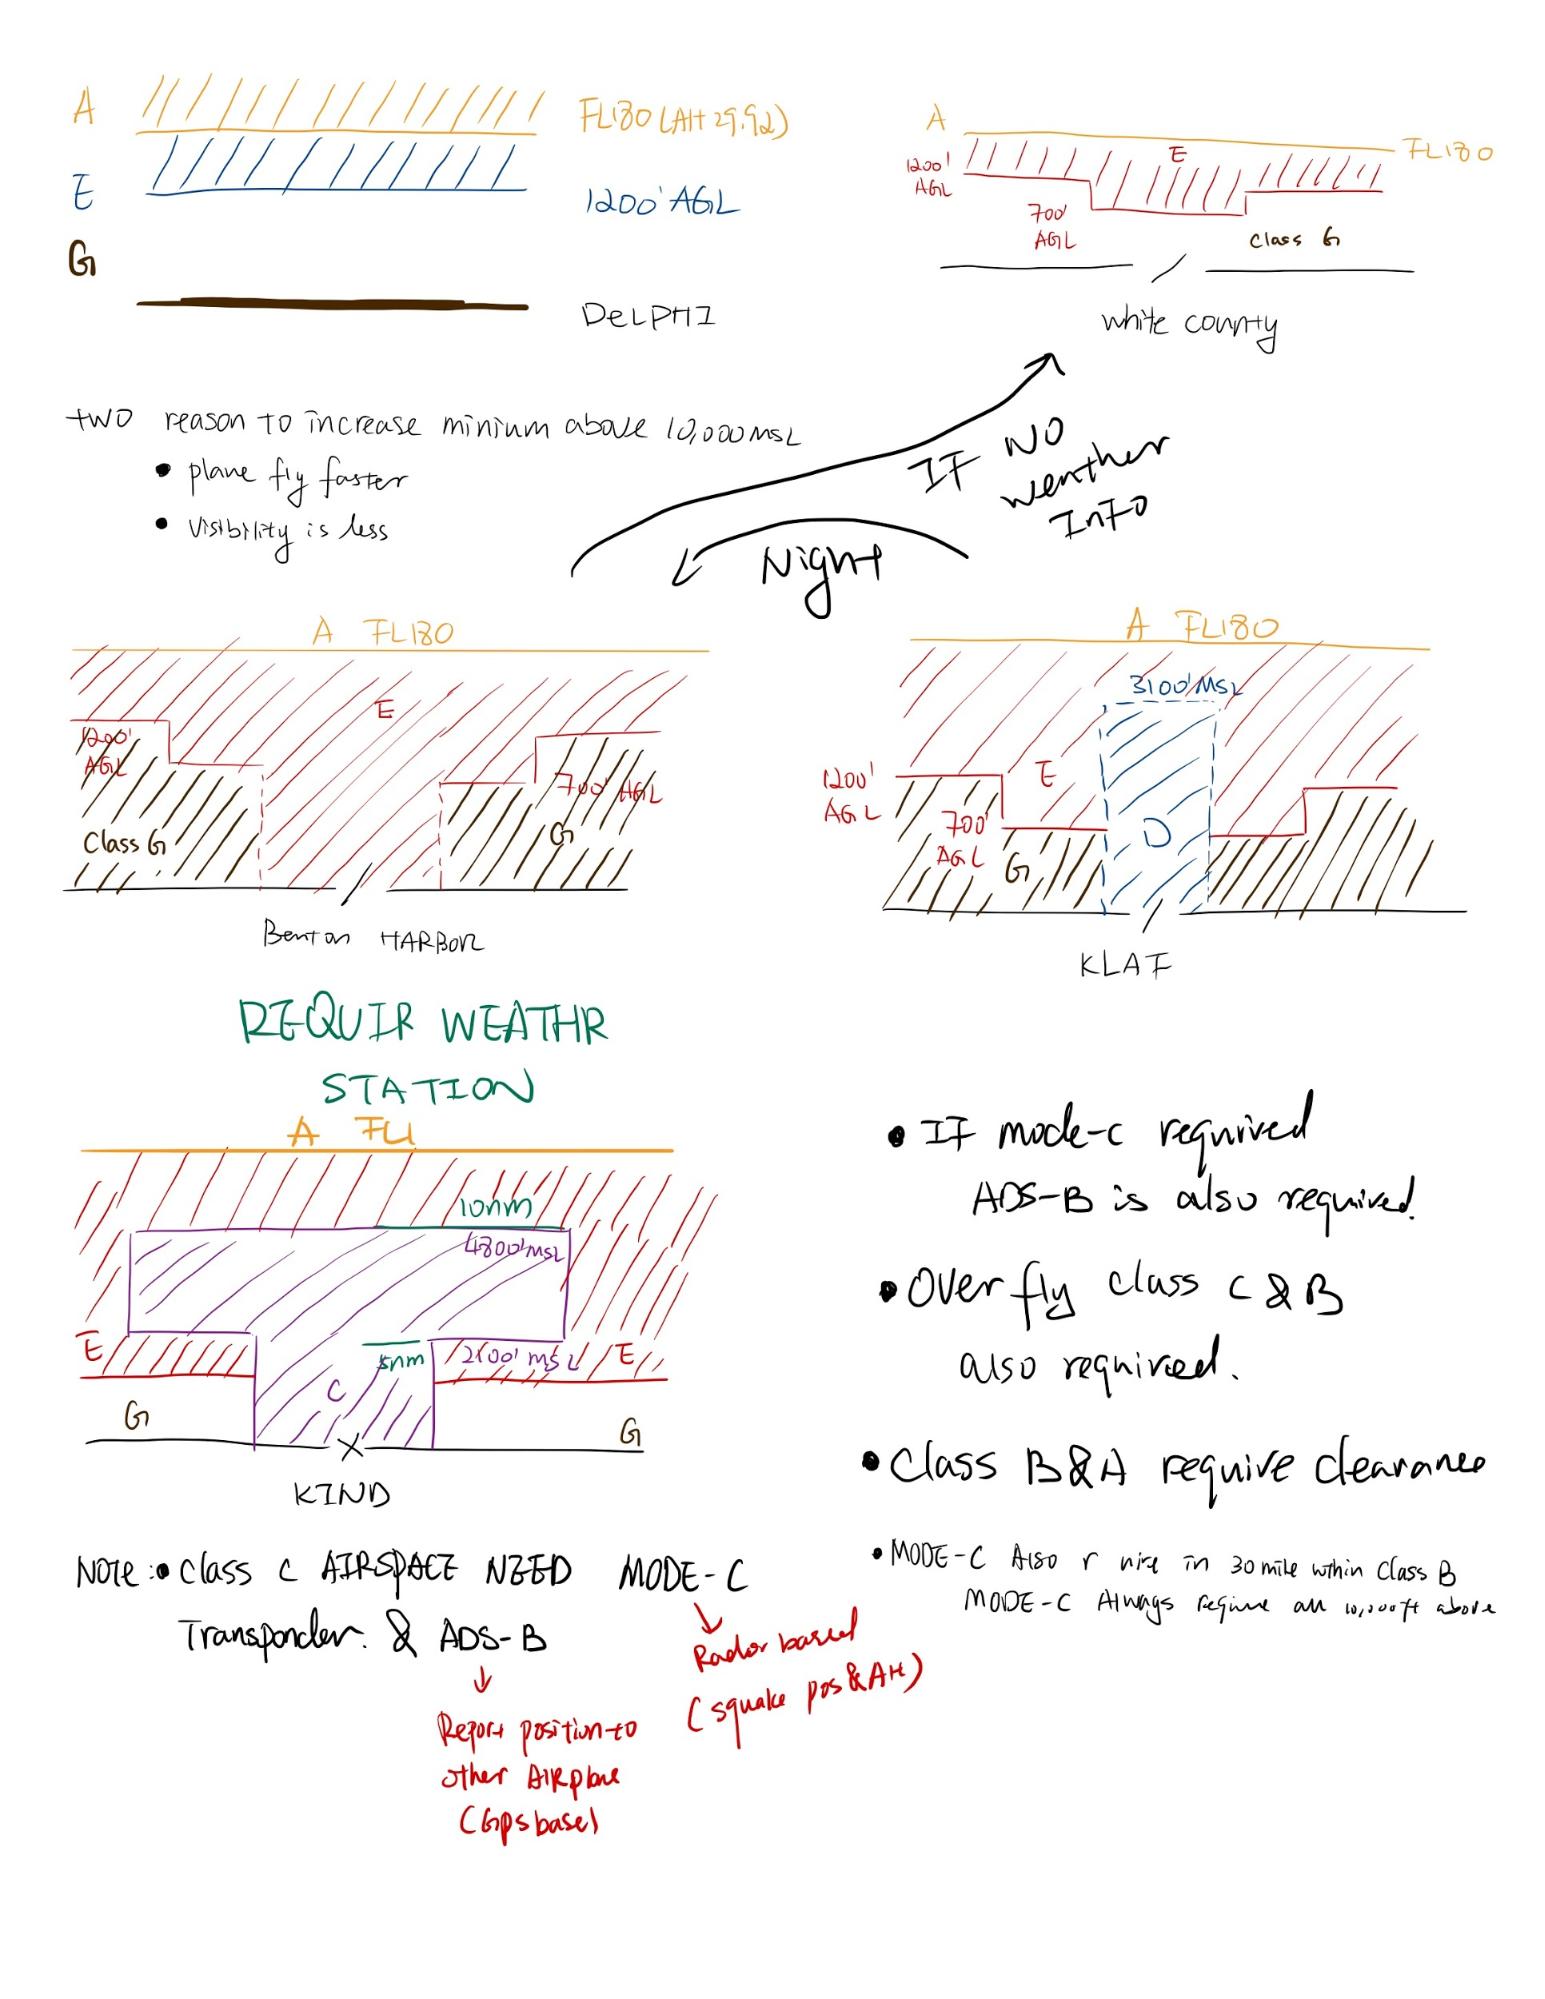 A
FL180 (Alt 29.92)
E
1200' AGL
G
DELPHI
A
FL180
1200'
AGL
E
700'
AGL
Class G
white county
two reason to increase minium above 10,000 MSL
• plane fly faster
• visibility is less
IF NO
weather
InFO
Night
A FL180
E
1200'
AGL
700' AGL
Class G
G
Benton HARBOR
A FL180
3100' MSL
1200'
AGL
E
700'
AGL
D
G
KLAF
REQUIR WEATHR
STATION
A FL
10nm
4800' MSL
E
5nm
2100' MSL
E
C
G
G
KIND
• IF mode-c required
ADS-B is also required.
• Over fly class C & B
also required.
• Class B&A require clearance
• MODE-C Also r uire in 30 mile within Class B
MODE-C Always require all 10,000ft above
NOTE: • Class C AIRSPACE NEED MODE-C
Transponder. & ADS-B
Radar based
(squake pos & Alt)
Report position to
other AIRplane
(Gps base)